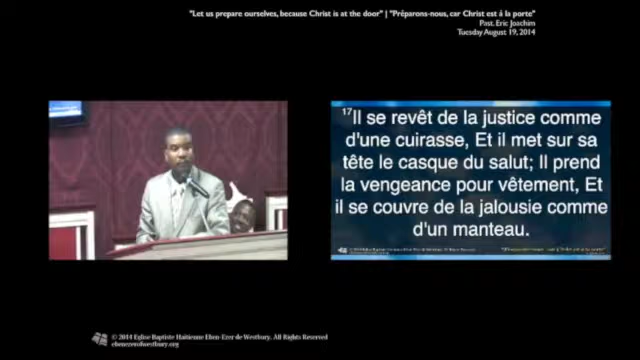 "Let us prepare ourselves, because Christ is at the door" | "Préparons-nous, car Christ est à la porte"
Past. Eric Joachim
Tuesday August 19, 2014
17Il se revêt de la justice comme
d'une cuirasse, Et il met sur sa
tête le casque du salut; Il prend
la vengeance pour vêtement, Et
il se couvre de la jalousie comme
d'un manteau.
© 2014 Eglise Baptiste Haitienne Eben-Ezer de Westbury. All Rights Reserved
ebenezerofwestbury.org